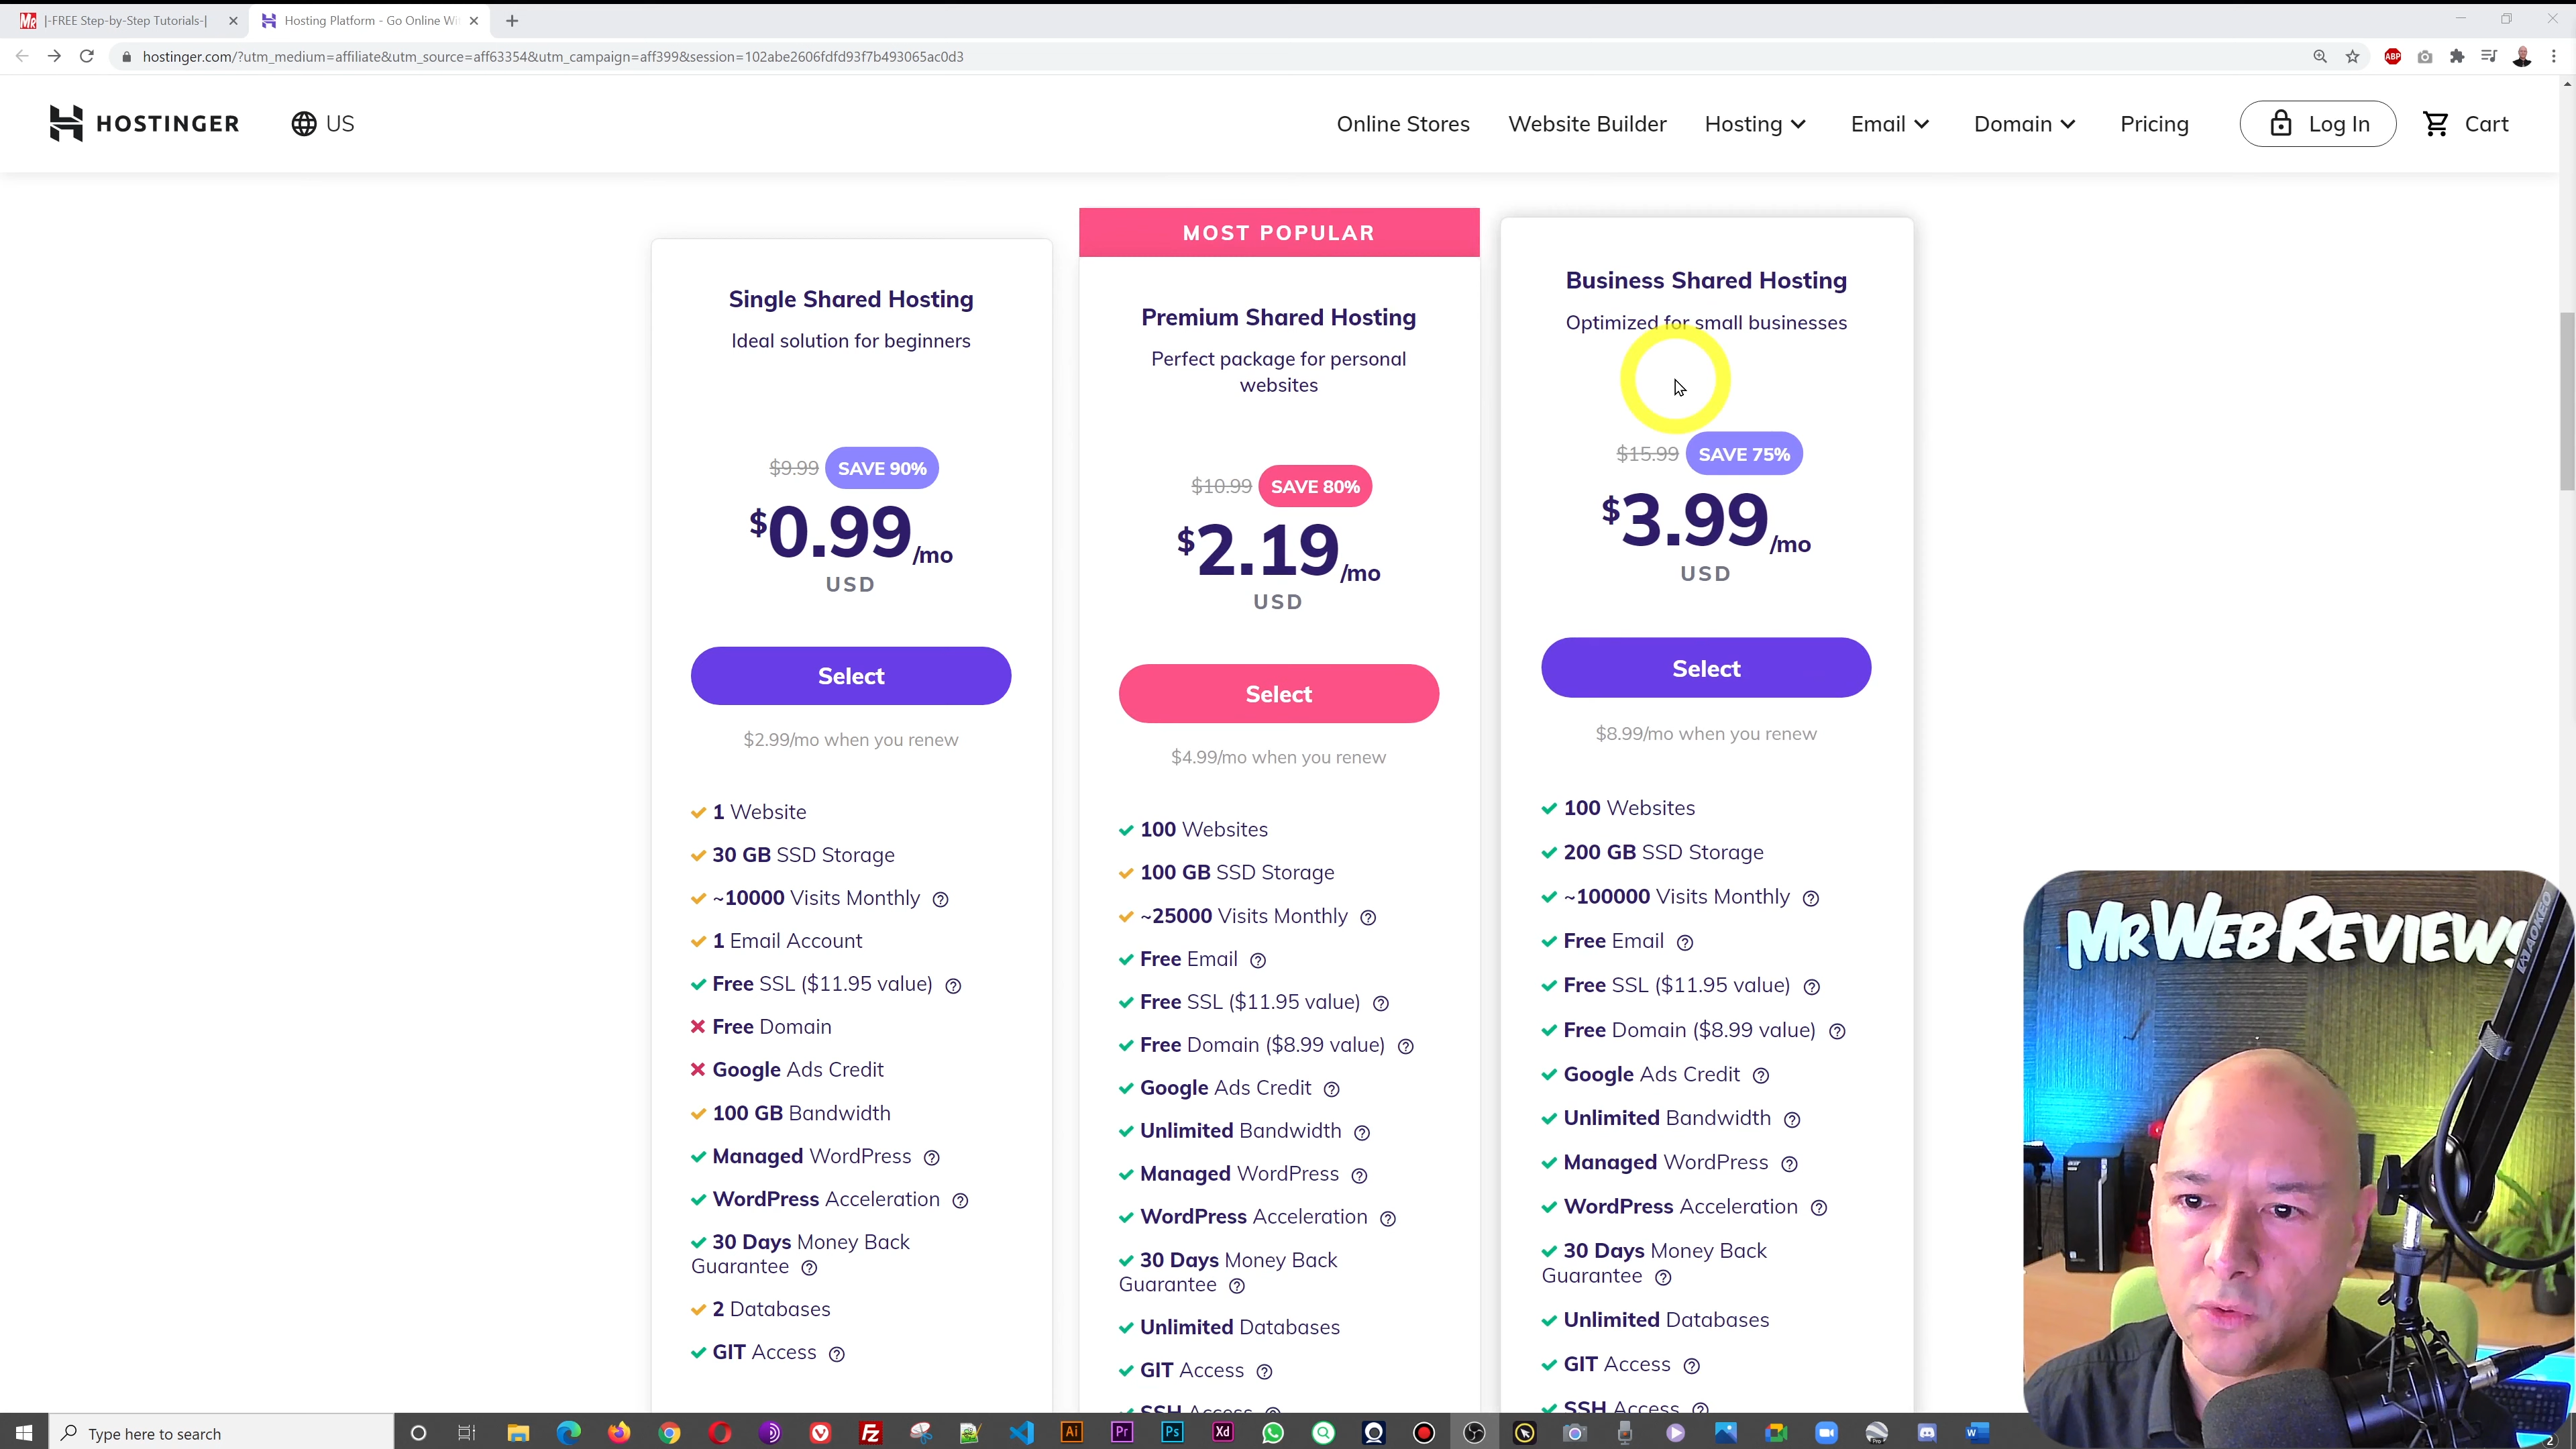 |-FREE Step-by-Step Tutorials-|
Hosting Platform - Go Online Wi
hostinger.com/?utm_medium=affiliate&utm_source=aff63354&utm_campaign=aff399&session=102abe2606fdfd93f7b493065ac0d3
ABP
HOSTINGER
US
Online Stores
Website Builder
Hosting
Email
Domain
Pricing
Log In
Cart
Single Shared Hosting
Ideal solution for beginners
$9.99 SAVE 90%
$0.99/mo
USD
Select
$2.99/mo when you renew
1 Website
30 GB SSD Storage
~10000 Visits Monthly
1 Email Account
Free SSL ($11.95 value)
Free Domain
Google Ads Credit
100 GB Bandwidth
Managed WordPress
WordPress Acceleration
30 Days Money Back
Guarantee
2 Databases
GIT Access
MOST POPULAR
Premium Shared Hosting
Perfect package for personal
websites
$10.99 SAVE 80%
$2.19/mo
USD
Select
$4.99/mo when you renew
100 Websites
100 GB SSD Storage
~25000 Visits Monthly
Free Email
Free SSL ($11.95 value)
Free Domain ($8.99 value)
Google Ads Credit
Unlimited Bandwidth
Managed WordPress
WordPress Acceleration
30 Days Money Back
Guarantee
Unlimited Databases
GIT Access
SSH Access
Business Shared Hosting
Optimized for small businesses
$15.99 SAVE 75%
$3.99/mo
USD
Select
$8.99/mo when you renew
100 Websites
200 GB SSD Storage
~100000 Visits Monthly
Free Email
Free SSL ($11.95 value)
Free Domain ($8.99 value)
Google Ads Credit
Unlimited Bandwidth
Managed WordPress
WordPress Acceleration
30 Days Money Back
Guarantee
Unlimited Databases
GIT Access
SSH Access
MRWEBREVIEWS
Type here to search
Ai
Pr
Ps
Xd